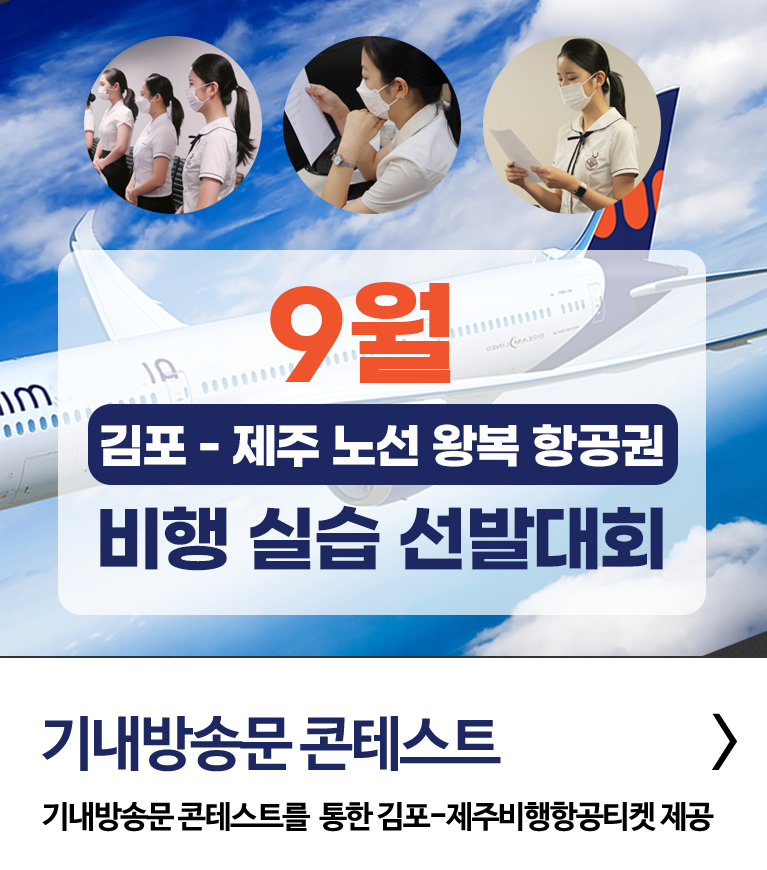 9월
김포 - 제주 노선 왕복 항공권
비행 실습 선발대회
기내방송문 콘테스트
기내방송문 콘테스트를 통한 김포-제주비행항공티켓 제공